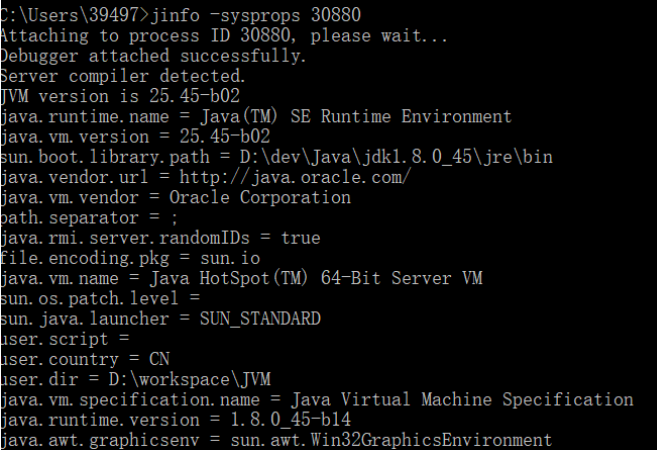 C:\Users\39497>jinfo -sysprops 30880
Attaching to process ID 30880, please wait...
Debugger attached successfully.
Server compiler detected.
JVM version is 25.45-b02
java.runtime.name = Java(TM) SE Runtime Environment
java.vm.version = 25.45-b02
sun.boot.library.path = D:\dev\Java\jdk1.8.0_45\jre\bin
java.vendor.url = http://java.oracle.com/
java.vm.vendor = Oracle Corporation
path.separator = ;
java.rmi.server.randomIDs = true
file.encoding.pkg = sun.io
java.vm.name = Java HotSpot(TM) 64-Bit Server VM
sun.os.patch.level =
sun.java.launcher = SUN_STANDARD
user.script =
user.country = CN
user.dir = D:\workspace\JVM
java.vm.specification.name = Java Virtual Machine Specification
java.runtime.version = 1.8.0_45-b14
java.awt.graphicsenv = sun.awt.Win32GraphicsEnvironment